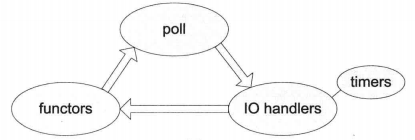 poll
timers
functors
IO handlers